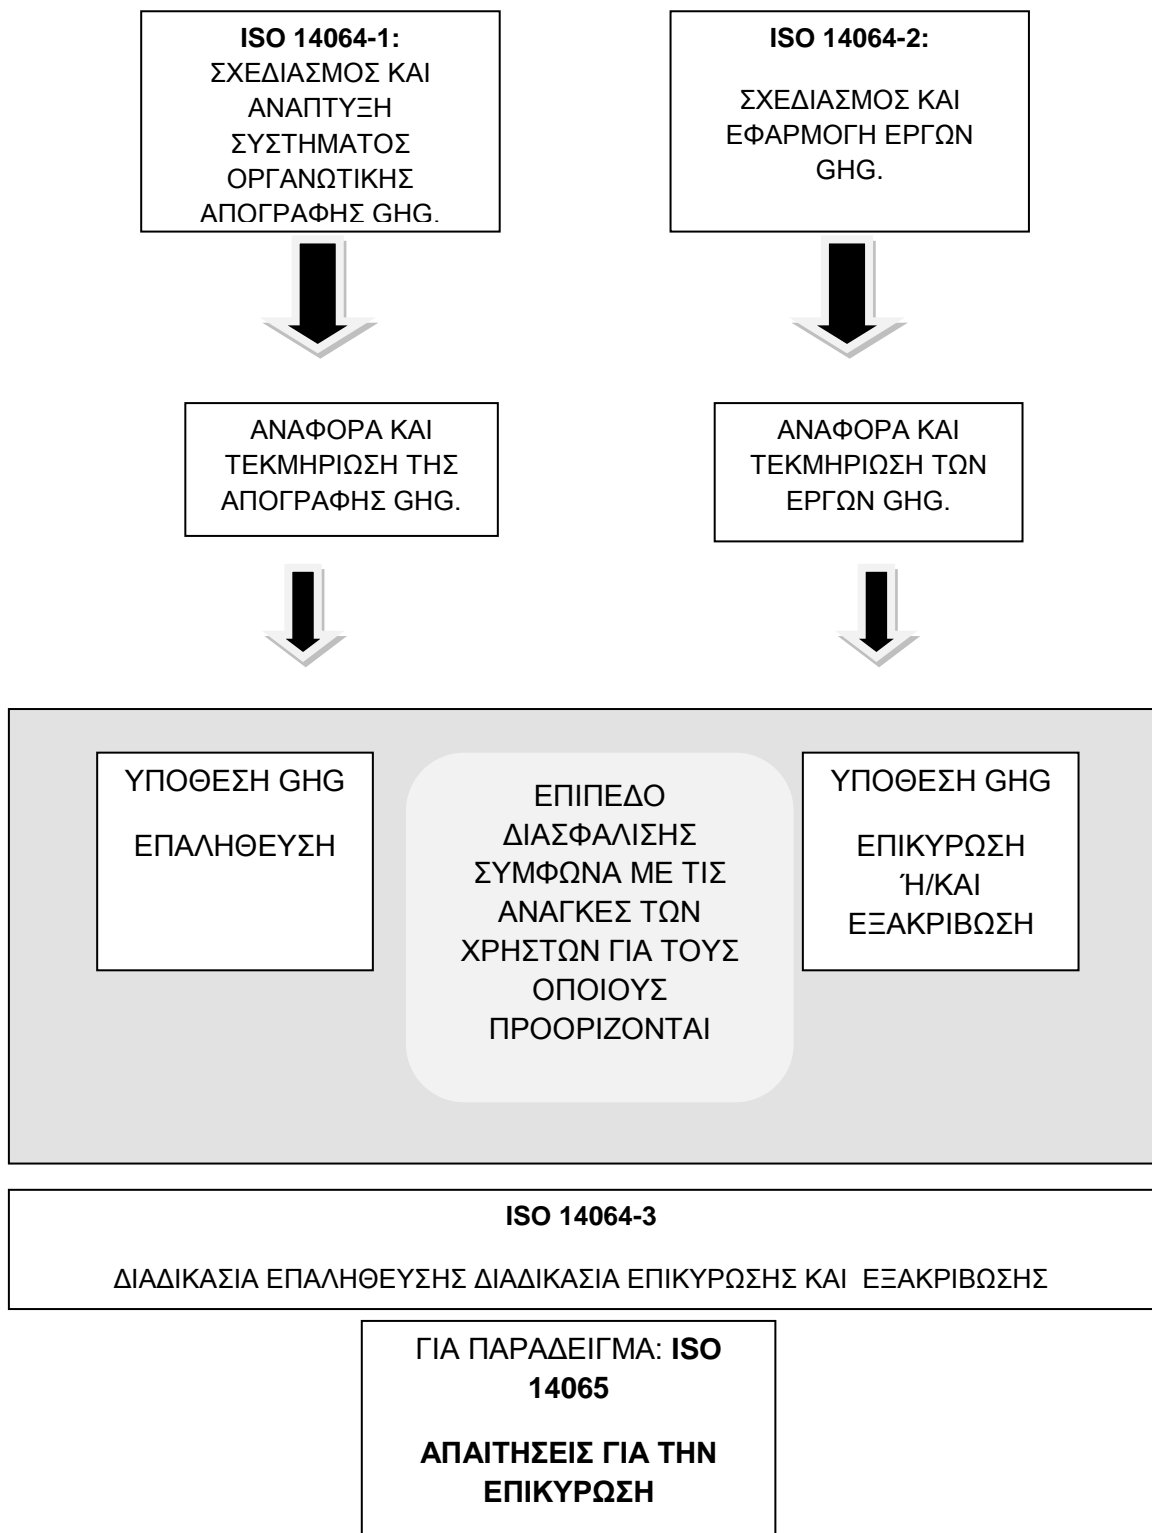 ISO 14064-1:
ΣΧΕΔΙΑΣΜΟΣ ΚΑΙ
ΑΝΑΠΤΥΞΗ
ΣΥΣΤΗΜΑΤΟΣ
ΟΡΓΑΝΩΤΙΚΗΣ
ΑΠΟΓΡΑΦΗΣ GHG.
ISO 14064-2:
ΣΧΕΔΙΑΣΜΟΣ ΚΑΙ
ΕΦΑΡΜΟΓΗ ΕΡΓΩΝ
GHG.
ΑΝΑΦΟΡΑ ΚΑΙ
ΤΕΚΜΗΡΙΩΣΗ ΤΗΣ
ΑΠΟΓΡΑΦΗΣ GHG.
ΑΝΑΦΟΡΑ ΚΑΙ
ΤΕΚΜΗΡΙΩΣΗ ΤΩΝ
ΕΡΓΩΝ GHG.
ΥΠΟΘΕΣΗ GHG
ΕΠΑΛΗΘΕΥΣΗ
ΕΠΙΠΕΔΟ
ΔΙΑΣΦΑΛΙΣΗΣ
ΣΥΜΦΩΝΑ ΜΕ ΤΙΣ
ΑΝΑΓΚΕΣ ΤΩΝ
ΧΡΗΣΤΩΝ ΓΙΑ ΤΟΥΣ
ΟΠΟΙΟΥΣ
ΠΡΟΟΡΙΖΟΝΤΑΙ
ΥΠΟΘΕΣΗ GHG
ΕΠΙΚΥΡΩΣΗ
Ή/ΚΑΙ
ΕΞΑΚΡΙΒΩΣΗ
ISO 14064-3
ΔΙΑΔΙΚΑΣΙΑ ΕΠΑΛΗΘΕΥΣΗΣ ΔΙΑΔΙΚΑΣΙΑ ΕΠΙΚΥΡΩΣΗΣ ΚΑΙ  ΕΞΑΚΡΙΒΩΣΗΣ
ΓΙΑ ΠΑΡΑΔΕΙΓΜΑ: ISO
14065
ΑΠΑΙΤΗΣΕΙΣ ΓΙΑ ΤΗΝ
ΕΠΙΚΥΡΩΣΗ